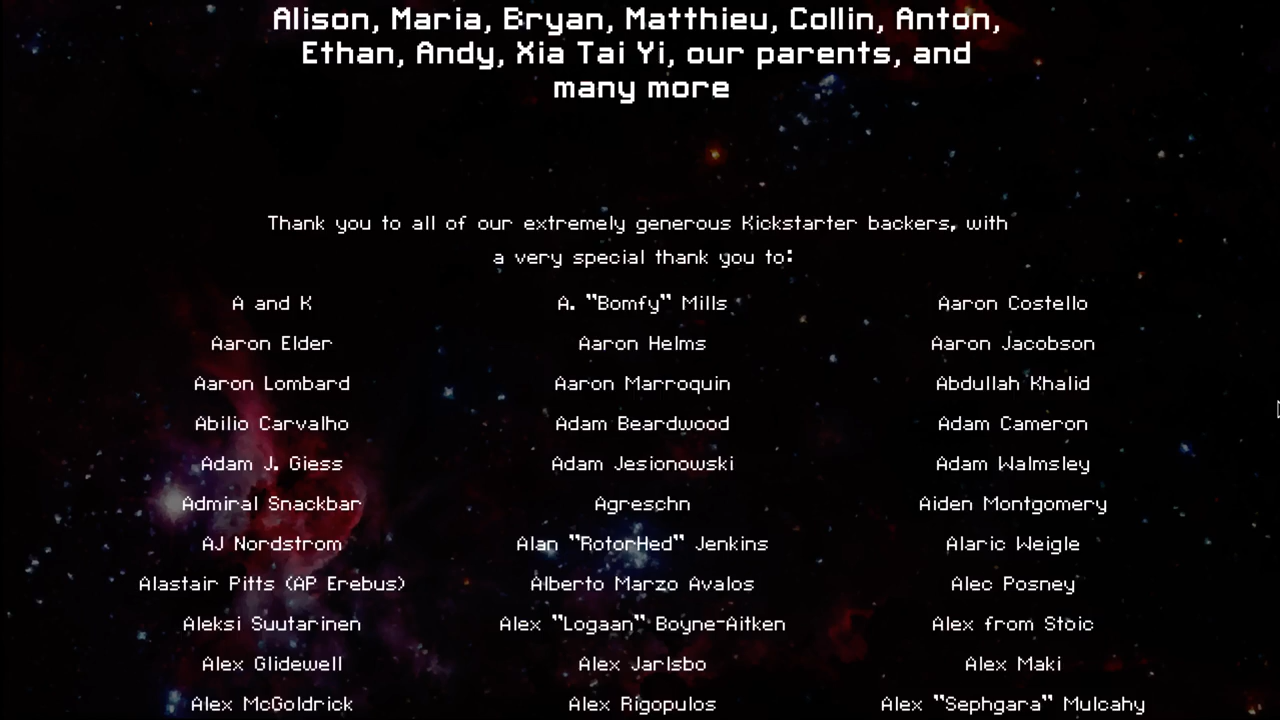 Alison, Maria, Bryan, Matthieu, Collin, Anton,
Ethan, Andy, Xia Tai Yi, our parents, and
many more
Thank you to all of our extremely generous Kickstarter backers, with
a very special thank you to:
A and K A. "Bomfy" Mills Aaron Costello
Aaron Elder Aaron Helms Aaron Jacobson
Aaron Lombard Aaron Marroquin Abdullah Khalid
Abilio Carvalho Adam Beardwood Adam Cameron
Adam J. Giess Adam Jesionowski Adam Walmsley
Admiral Snackbar Agreschn Aiden Montgomery
AJ Nordstrom Alan "RotorHed" Jenkins Alaric Weigle
Alastair Pitts (AP Erebus) Alberto Marzo Avalos Alec Posney
Aleksi Suutarinen Alex "Logaan" Boyne-Aitken Alex from Stoic
Alex Glidewell Alex Jarlsbo Alex Maki
Alex McGoldrick Alex Rigopulos Alex "Sephgara" Mulcahy